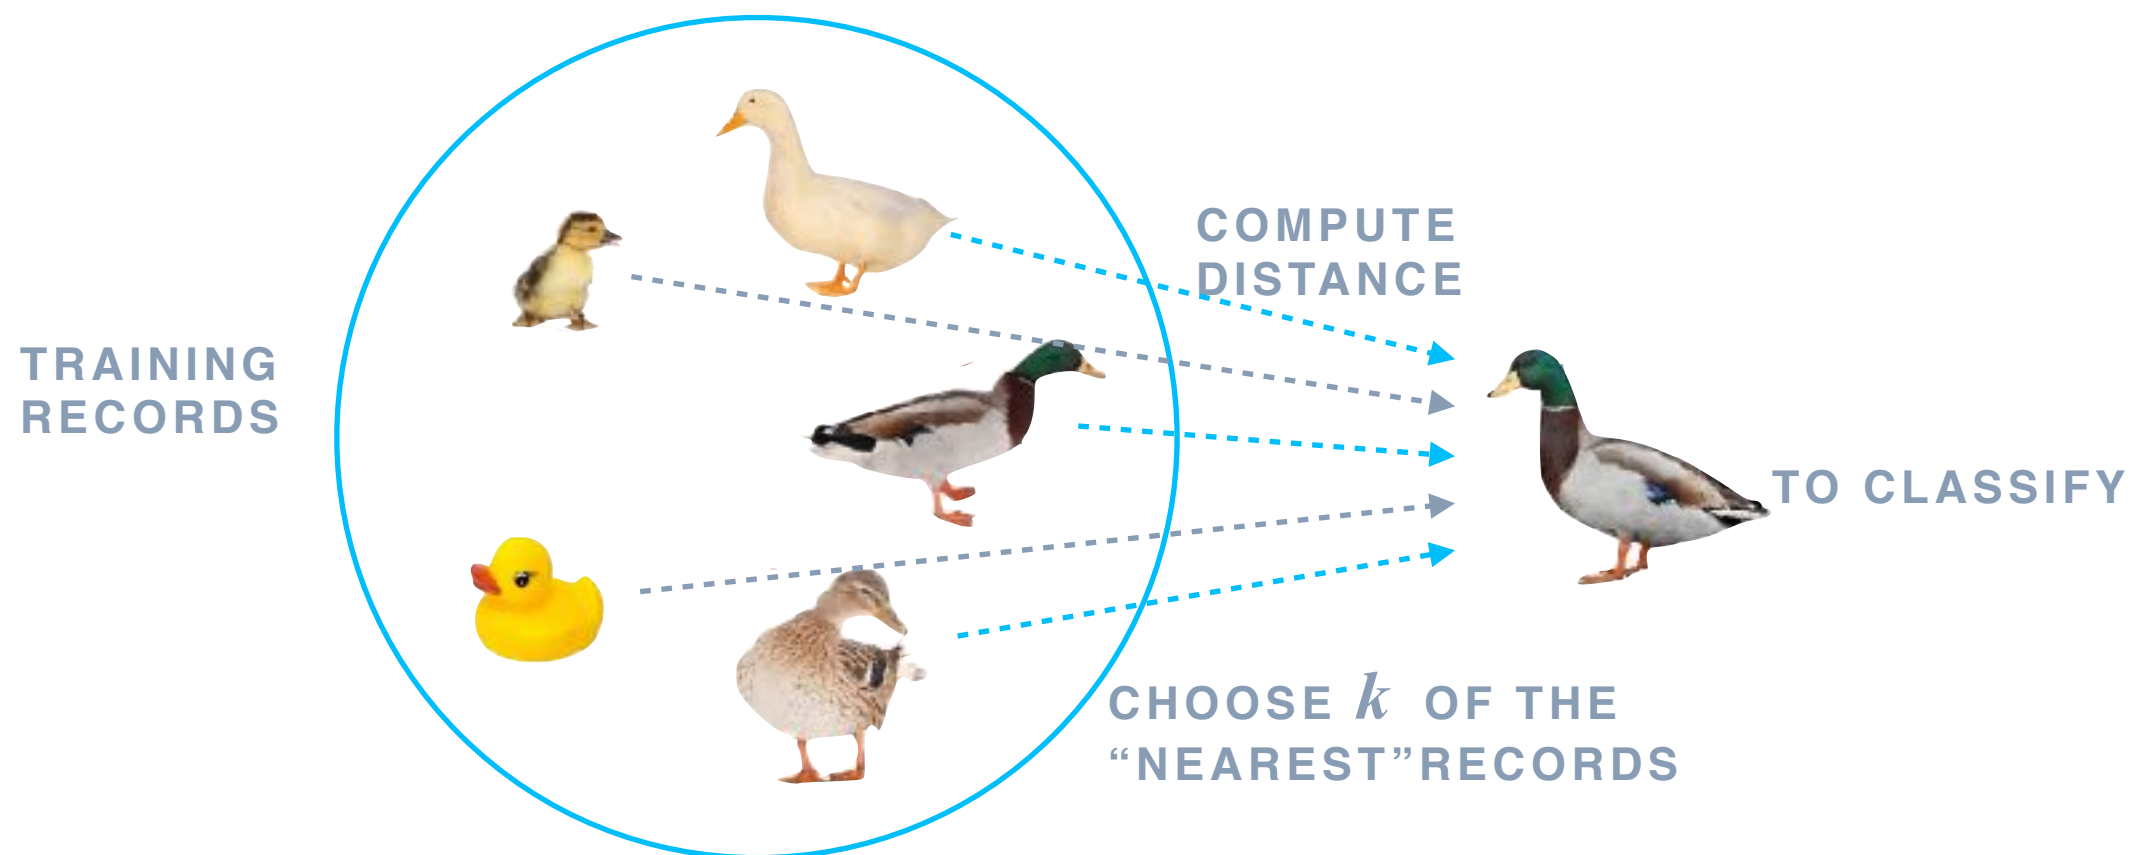 TRAINING
RECORDS
COMPUTE
DISTANCE
TO CLASSIFY
CHOOSE k OF THE
“NEAREST”RECORDS